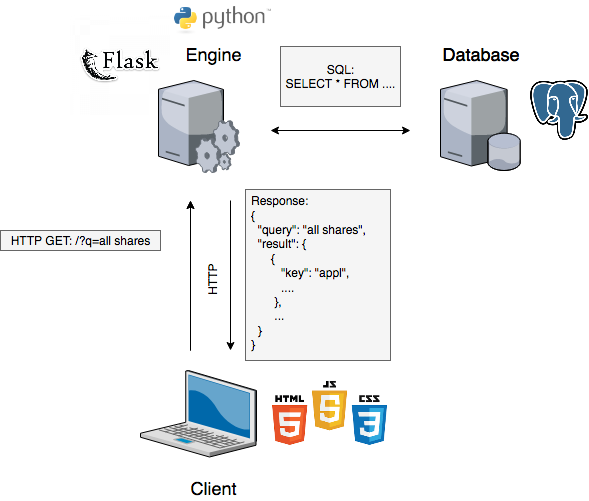 python™
Flask
Engine
SQL:
SELECT * FROM ....
Database
HTTP GET: /?q=all shares
HTTP
Response:
{
"query": "all shares",
"result": {
{
"key": "appl",
....
},
...
}
}
HTML
5
JS
5
CSS
3
Client